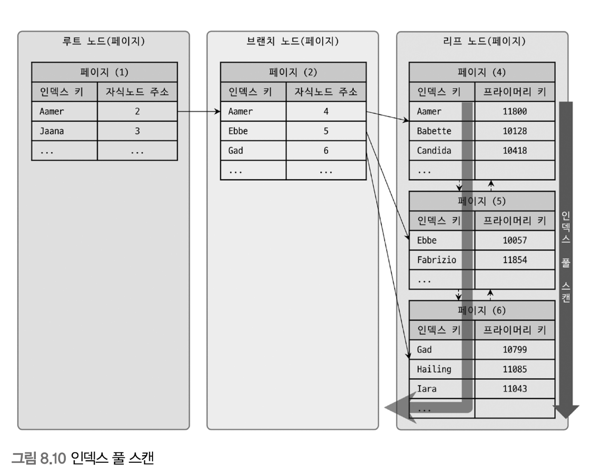 루트 노드(페이지)
페이지 (1)
인덱스 키 자식노드 주소
Aamer 2
Jaana 3
... ...
브랜치 노드(페이지)
페이지 (2)
인덱스 키 자식노드 주소
Aamer 4
Ebbe 5
Gad 6
... ...
리프 노드(페이지)
페이지 (4)
인덱스 키 프라이머리 키
Aamer 11800
Babette 10128
Candida 10418
...
페이지 (5)
인덱스 키 프라이머리 키
Ebbe 10057
Fabrizio 11854
...
페이지 (6)
인덱스 키 프라이머리 키
Gad 10799
Hailing 11085
Iara 11043
...
인덱스 풀 스캔
그림 8.10 인덱스 풀 스캔